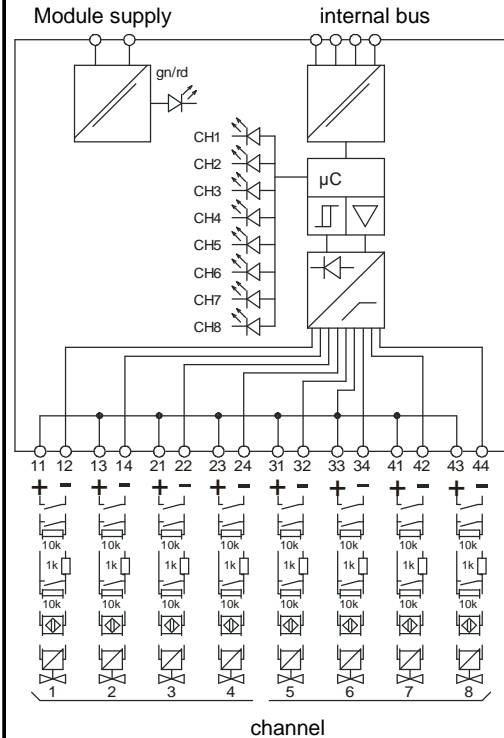 Module supply internal bus
gn/rd
CH1
CH2
CH3
µC
CH4
CH5
CH6
CH7
CH8
11 12 13 14 21 22 23 24 31 32 33 34 41 42 43 44
+ - + - + - + - + - + - + - + -
10k 10k 10k 10k 10k 10k 10k 10k
1k 1k 1k 1k 1k 1k 1k 1k
10k 10k 10k 10k 10k 10k 10k 10k
1 2 3 4 5 6 7 8
channel